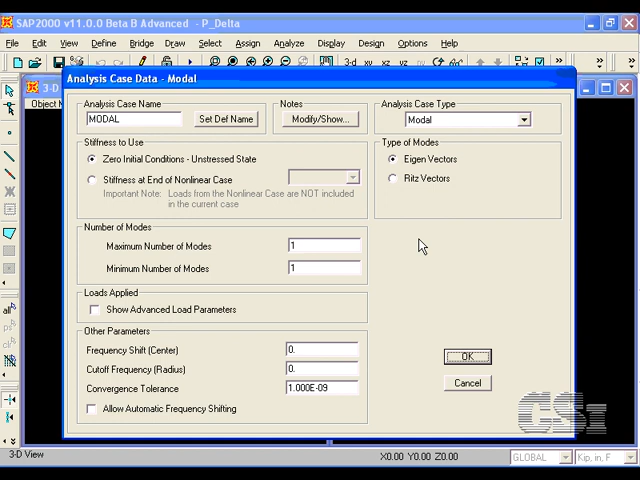 SAP2000 v11.0.0 Beta B Advanced - P_Delta
File Edit View Define Bridge Draw Select Assign Analyze Display Design Options Help
3-d xy xz yz
3-D
Object M
Analysis Case Data - Modal
Analysis Case Name
MODAL
Set Def Name
Notes
Modify/Show...
Analysis Case Type
Modal
Stiffness to Use
Zero Initial Conditions - Unstressed State
Stiffness at End of Nonlinear Case
Important Note: Loads from the Nonlinear Case are NOT included
in the current case
Type of Modes
Eigen Vectors
Ritz Vectors
Number of Modes
Maximum Number of Modes 1
Minimum Number of Modes 1
Loads Applied
Show Advanced Load Parameters
Other Parameters
Frequency Shift (Center) 0.
Cutoff Frequency (Radius) 0.
Convergence Tolerance 1.000E-09
Allow Automatic Frequency Shifting
OK
Cancel
all
ps
clr
CSi
3-D View
X0.00 Y0.00 Z0.00
GLOBAL
Kip, in, F